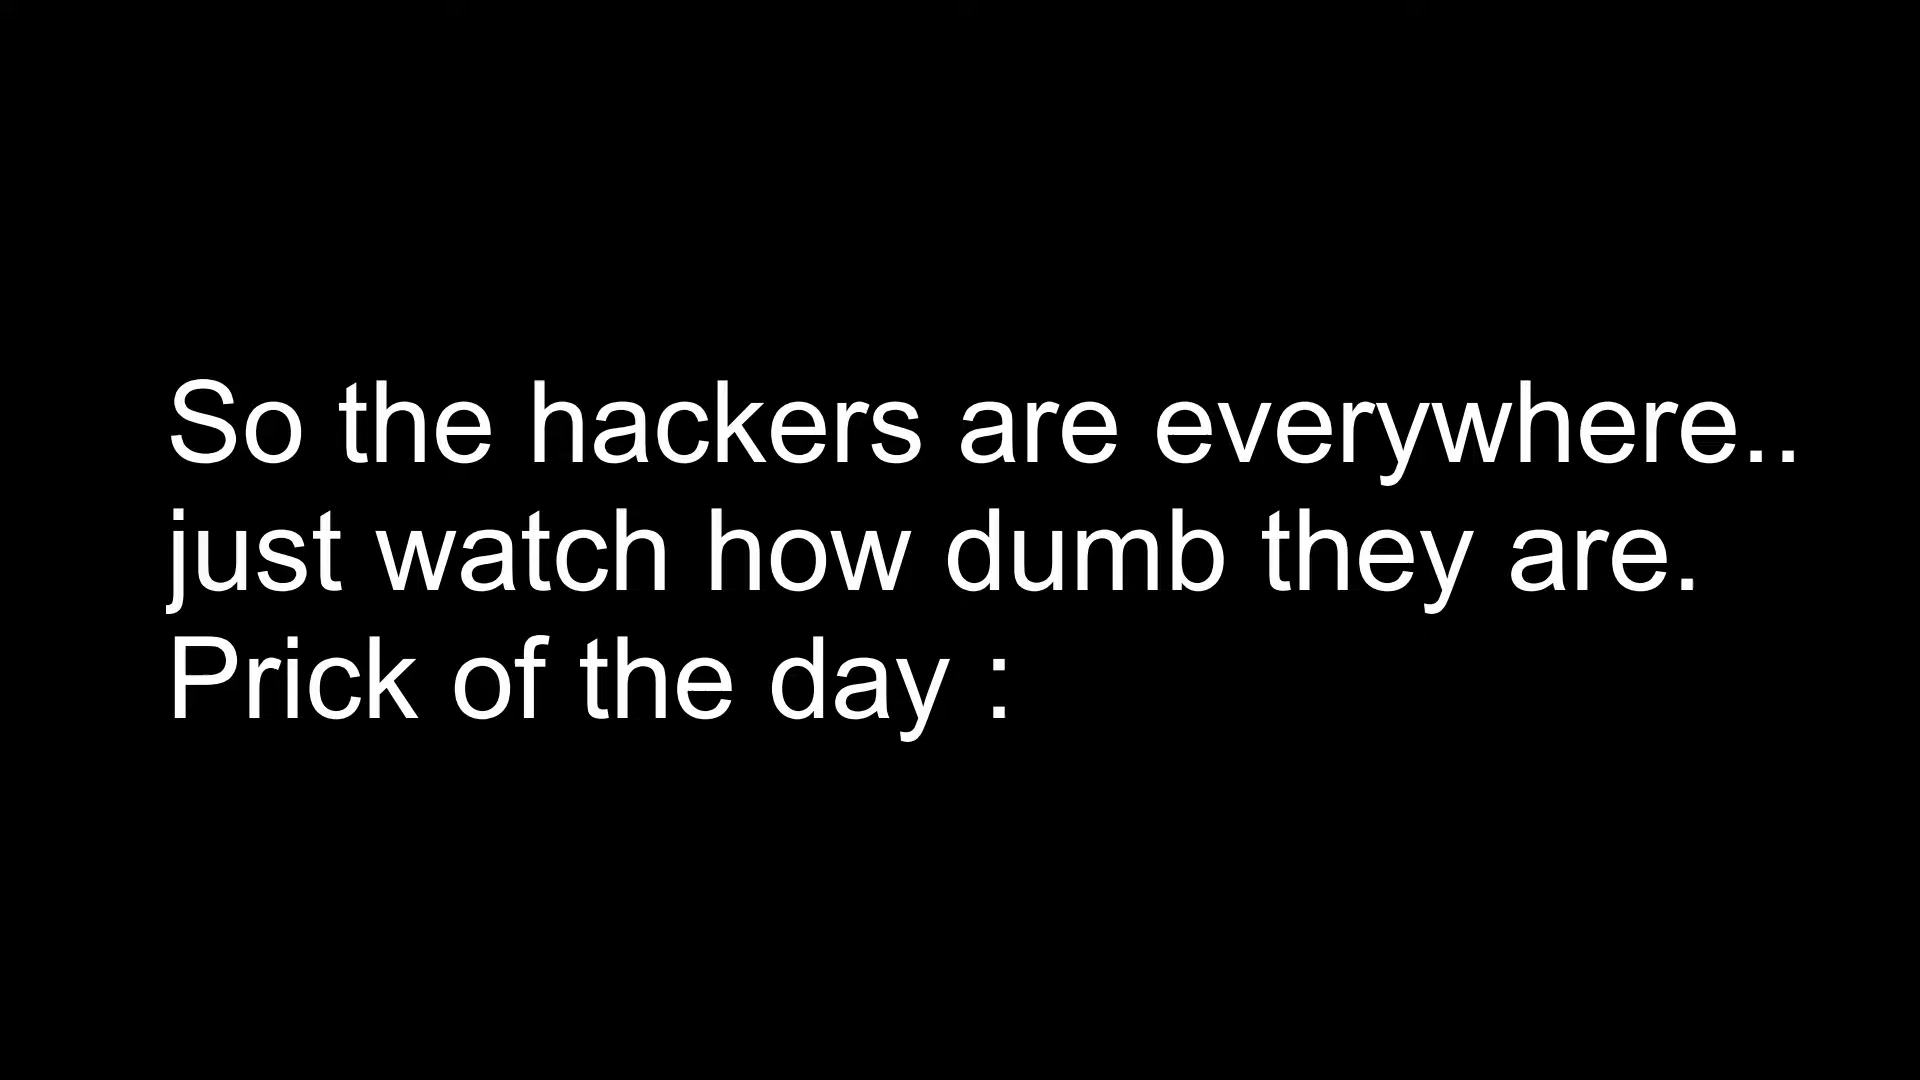 So the hackers are everywhere..
just watch how dumb they are.
Prick of the day :